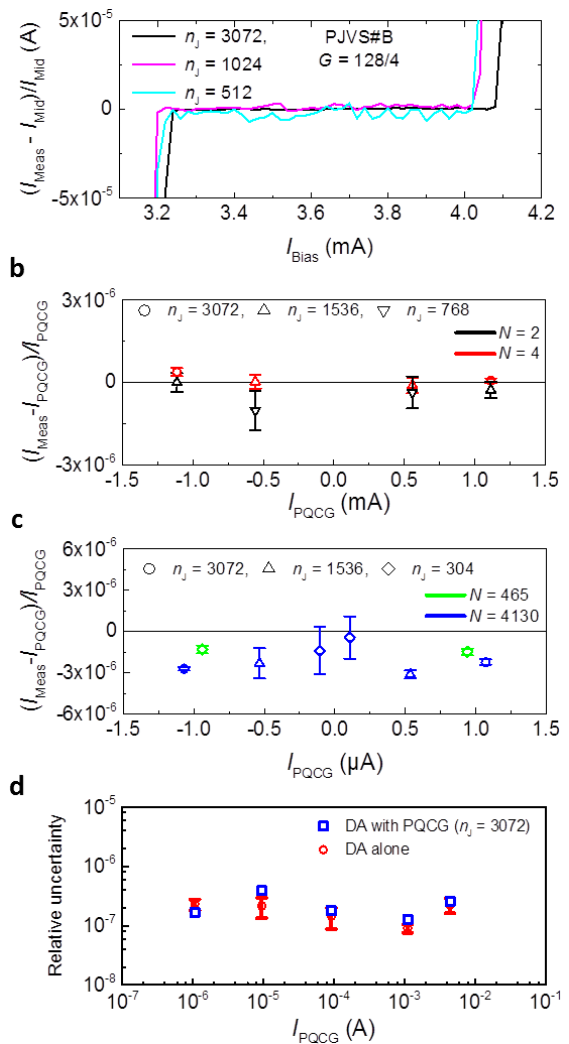 5x10⁻⁵
n_J = 3072, PJVS#B
n_J = 1024 G = 128/4
n_J = 512
0
-5x10⁻⁵
(I_Meas - I_Mid)/I_Mid (A)
3.2 3.4 3.6 3.8 4.0 4.2
I_Bias (mA)
b
3x10⁻⁶
n_J = 3072, n_J = 1536, n_J = 768
N = 2
N = 4
0
-3x10⁻⁶
(I_Meas-I_PQCG)/I_PQCG
-1.5 -1.0 -0.5 0.0 0.5 1.0 1.5
I_PQCG (mA)
c
6x10⁻⁶
n_J = 3072, n_J = 1536, n_J = 304
3x10⁻⁶
N = 465
N = 4130
0
-3x10⁻⁶
-6x10⁻⁶
(I_Meas-I_PQCG)/I_PQCG
-1.5 -1.0 -0.5 0.0 0.5 1.0 1.5
I_PQCG (µA)
d
10⁻⁵
DA with PQCG (n_J = 3072)
DA alone
10⁻⁶
10⁻⁷
10⁻⁸
Relative uncertainty
10⁻⁷ 10⁻⁶ 10⁻⁵ 10⁻⁴ 10⁻³ 10⁻² 10⁻¹
I_PQCG (A)